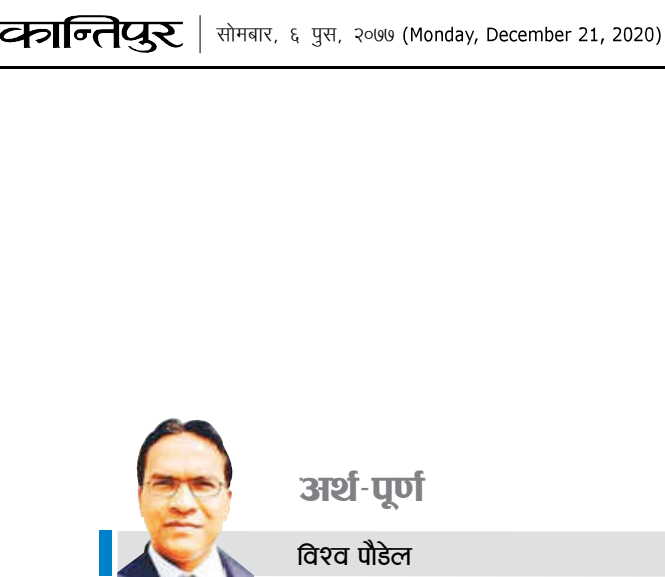 कान्तिपुर | सोमबार, ६ पुस, २०७७ (Monday, December 21, 2020)
अर्थ-पूर्ण
विश्व पौडेल